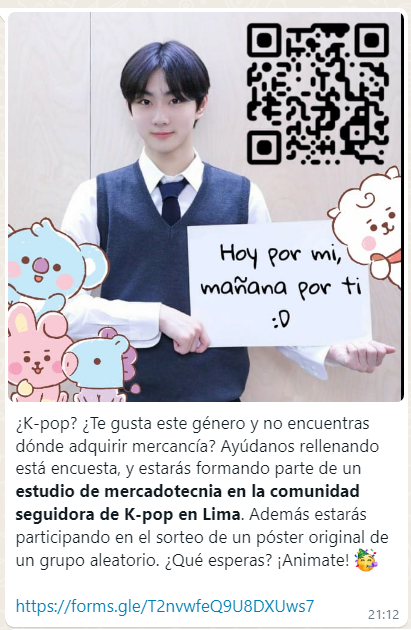 Hoy por mi,
mañana por ti
:D
¿K-pop? ¿Te gusta este género y no encuentras
dónde adquirir mercancía? Ayúdanos rellenando
está encuesta, y estarás formando parte de un
estudio de mercadotecnia en la comunidad
seguidora de K-pop en Lima. Además estarás
participando en el sorteo de un póster original de
un grupo aleatorio. ¿Qué esperas? ¡Animate! 🥳
https://forms.gle/T2nvwfeQ9U8DXUws7
21:12